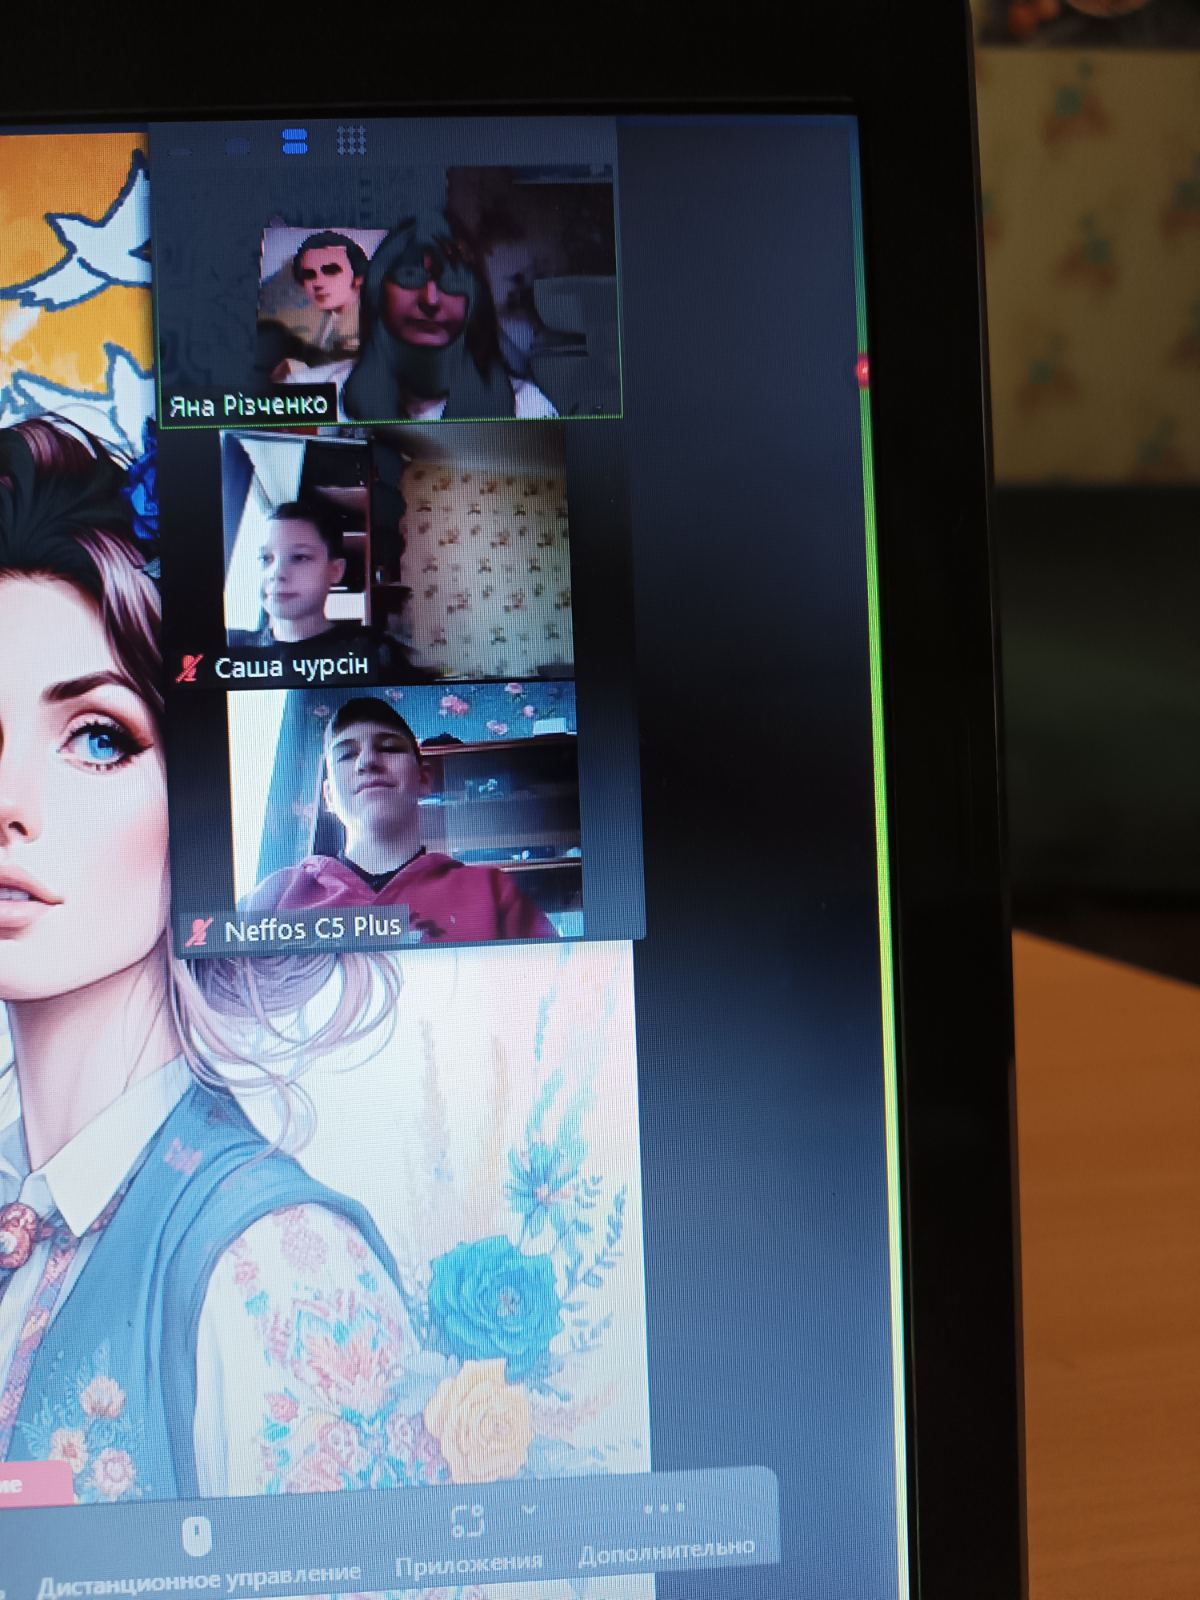 Яна Різченко
Саша чурсін
Neffos C5 Plus
Дистанционное управление
Приложения
Дополнительно